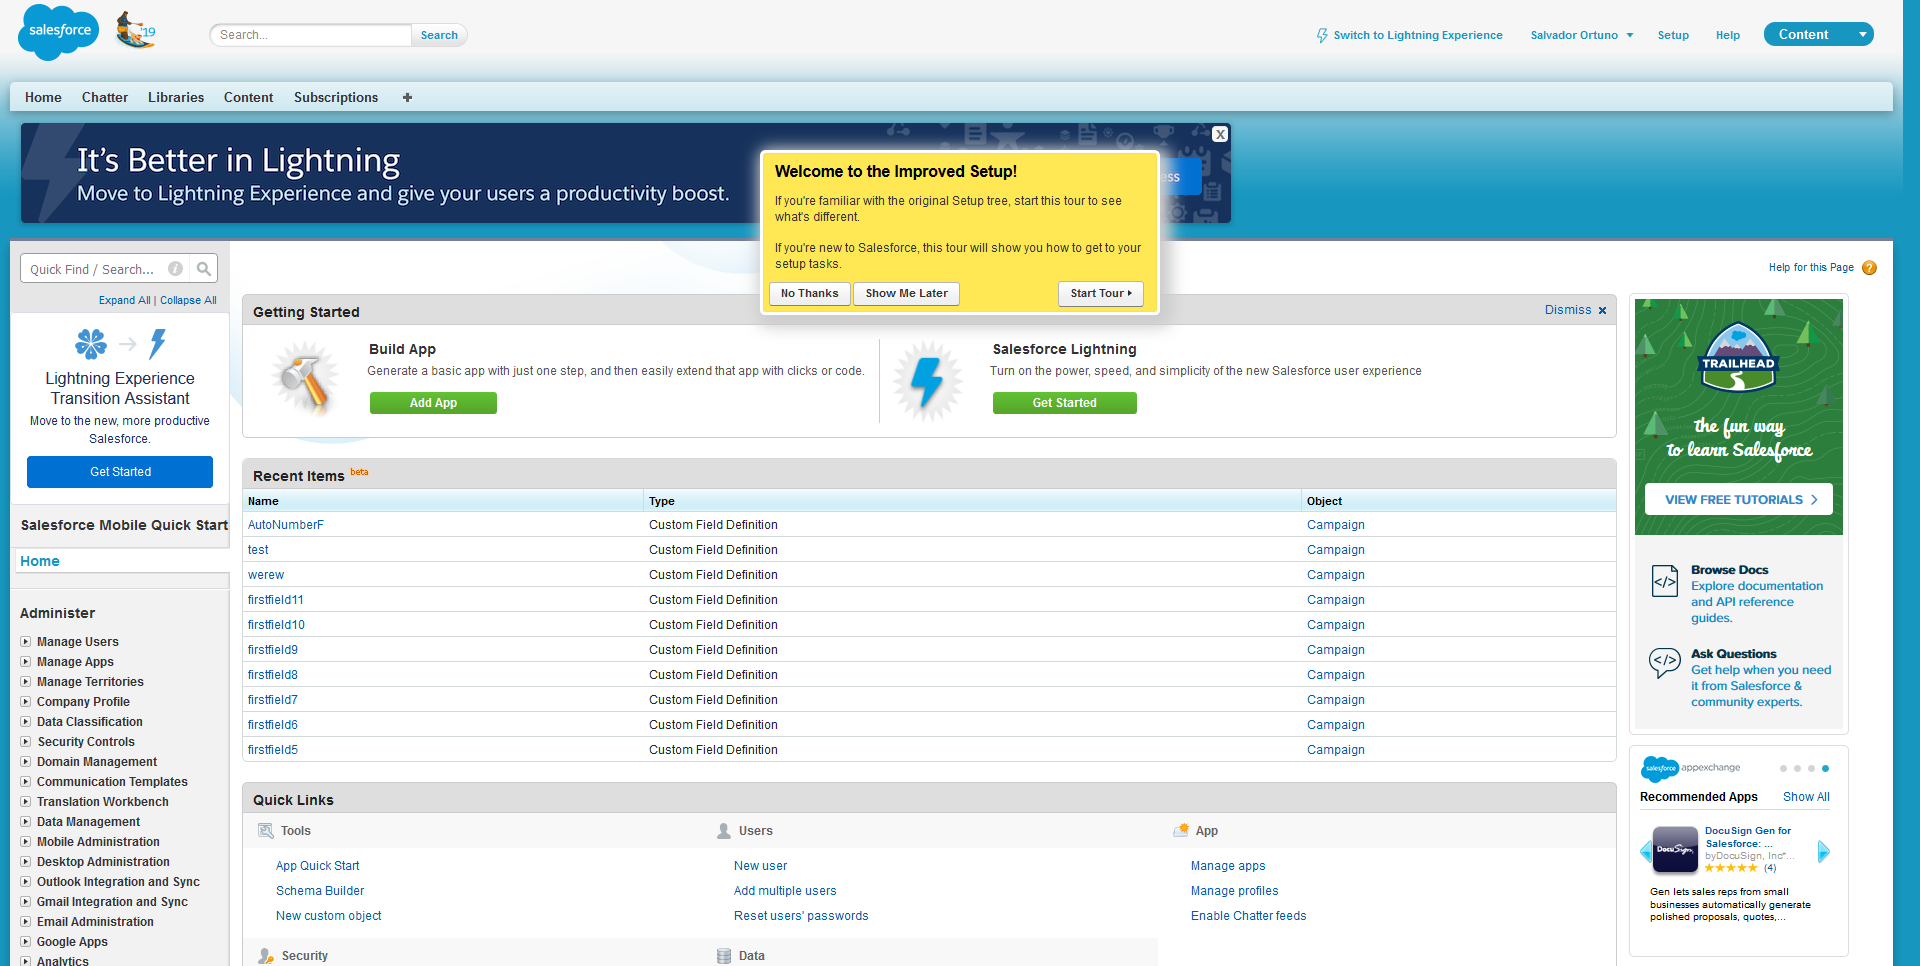 salesforce
'19
Search...
Search
Switch to Lightning Experience
Salvador Ortuno
Setup
Help
Content
Home
Chatter
Libraries
Content
Subscriptions
+
It's Better in Lightning
Move to Lightning Experience and give your users a productivity boost.
ess
X
Welcome to the Improved Setup!
If you're familiar with the original Setup tree, start this tour to see
what's different.
If you're new to Salesforce, this tour will show you how to get to your
setup tasks.
No Thanks
Show Me Later
Start Tour
Quick Find / Search...
i
Expand All | Collapse All
Lightning Experience
Transition Assistant
Move to the new, more productive
Salesforce.
Get Started
Salesforce Mobile Quick Start
Home
Administer
Manage Users
Manage Apps
Manage Territories
Company Profile
Data Classification
Security Controls
Domain Management
Communication Templates
Translation Workbench
Data Management
Mobile Administration
Desktop Administration
Outlook Integration and Sync
Gmail Integration and Sync
Email Administration
Google Apps
Analytics
Help for this Page ?
Getting Started
Dismiss x
Build App
Generate a basic app with just one step, and then easily extend that app with clicks or code.
Add App
Salesforce Lightning
Turn on the power, speed, and simplicity of the new Salesforce user experience
Get Started
Recent Items beta
Name Type Object
AutoNumberF Custom Field Definition Campaign
test Custom Field Definition Campaign
werew Custom Field Definition Campaign
firstfield11 Custom Field Definition Campaign
firstfield10 Custom Field Definition Campaign
firstfield9 Custom Field Definition Campaign
firstfield8 Custom Field Definition Campaign
firstfield7 Custom Field Definition Campaign
firstfield6 Custom Field Definition Campaign
firstfield5 Custom Field Definition Campaign
Quick Links
Tools
App Quick Start
Schema Builder
New custom object
Users
New user
Add multiple users
Reset users' passwords
App
Manage apps
Manage profiles
Enable Chatter feeds
Security
Data
TRAILHEAD
the fun way
to learn Salesforce
VIEW FREE TUTORIALS >
</>
Browse Docs
Explore documentation
and API reference
guides.
</>
Ask Questions
Get help when you need
it from Salesforce &
community experts.
salesforce appexchange
Recommended Apps
Show All
DocuSign
DocuSign Gen for
Salesforce: ...
byDocuSign, Inc*...
(4)
Gen lets sales reps from small
businesses automatically generate
polished proposals, quotes,...